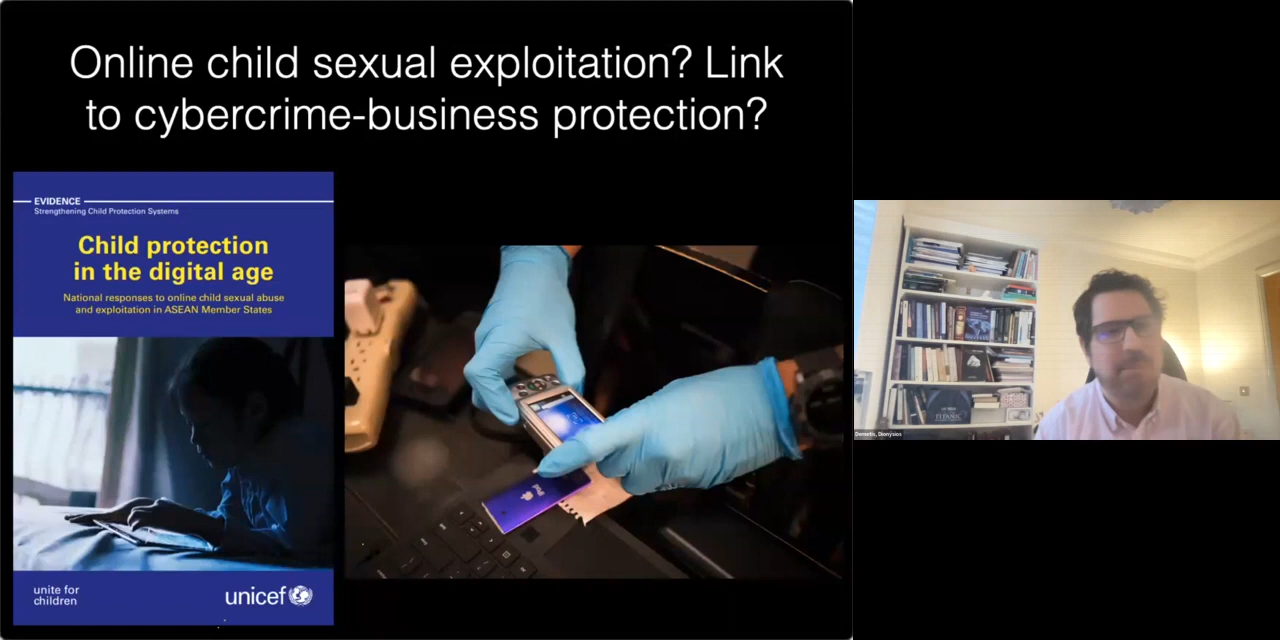 Online child sexual exploitation? Link
to cybercrime-business protection?
EVIDENCE
Strengthening Child Protection Systems
Child protection
in the digital age
National responses to online child sexual abuse
and exploitation in ASEAN Member States
unite for
children
unicef
iPod
TITANIC
Demetis, Dionysios